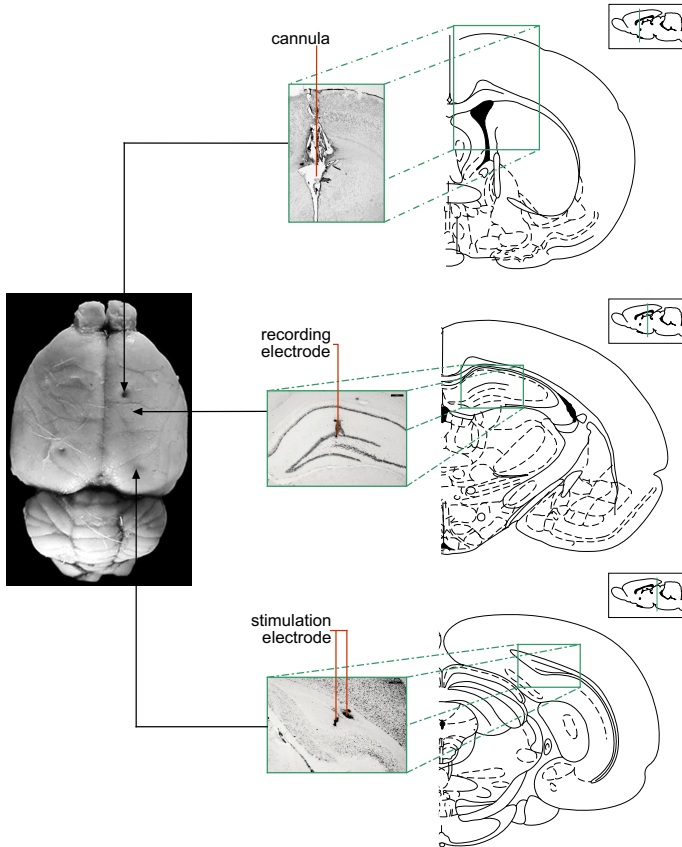 cannula
recording
electrode
stimulation
electrode